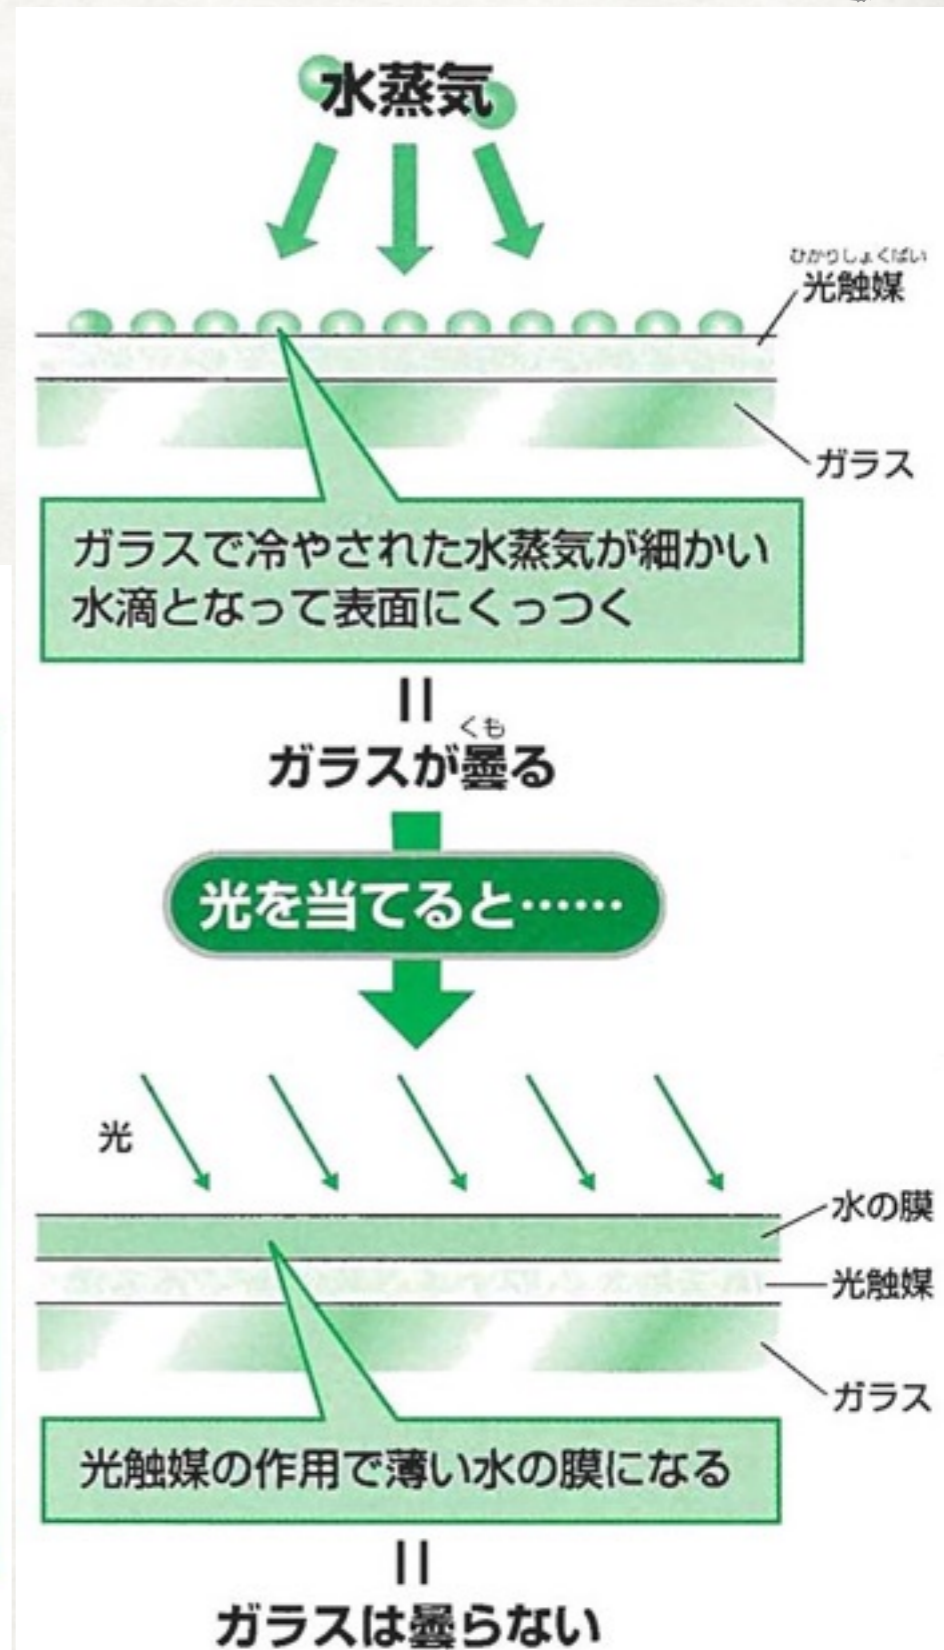 水蒸気
ひかりしょくばい
光触媒
ガラス
ガラスで冷やされた水蒸気が細かい
水滴となって表面にくっつく
くも
ガラスが曇る
光を当てると……
光
水の膜
光触媒
ガラス
光触媒の作用で薄い水の膜になる
ガラスは曇らない